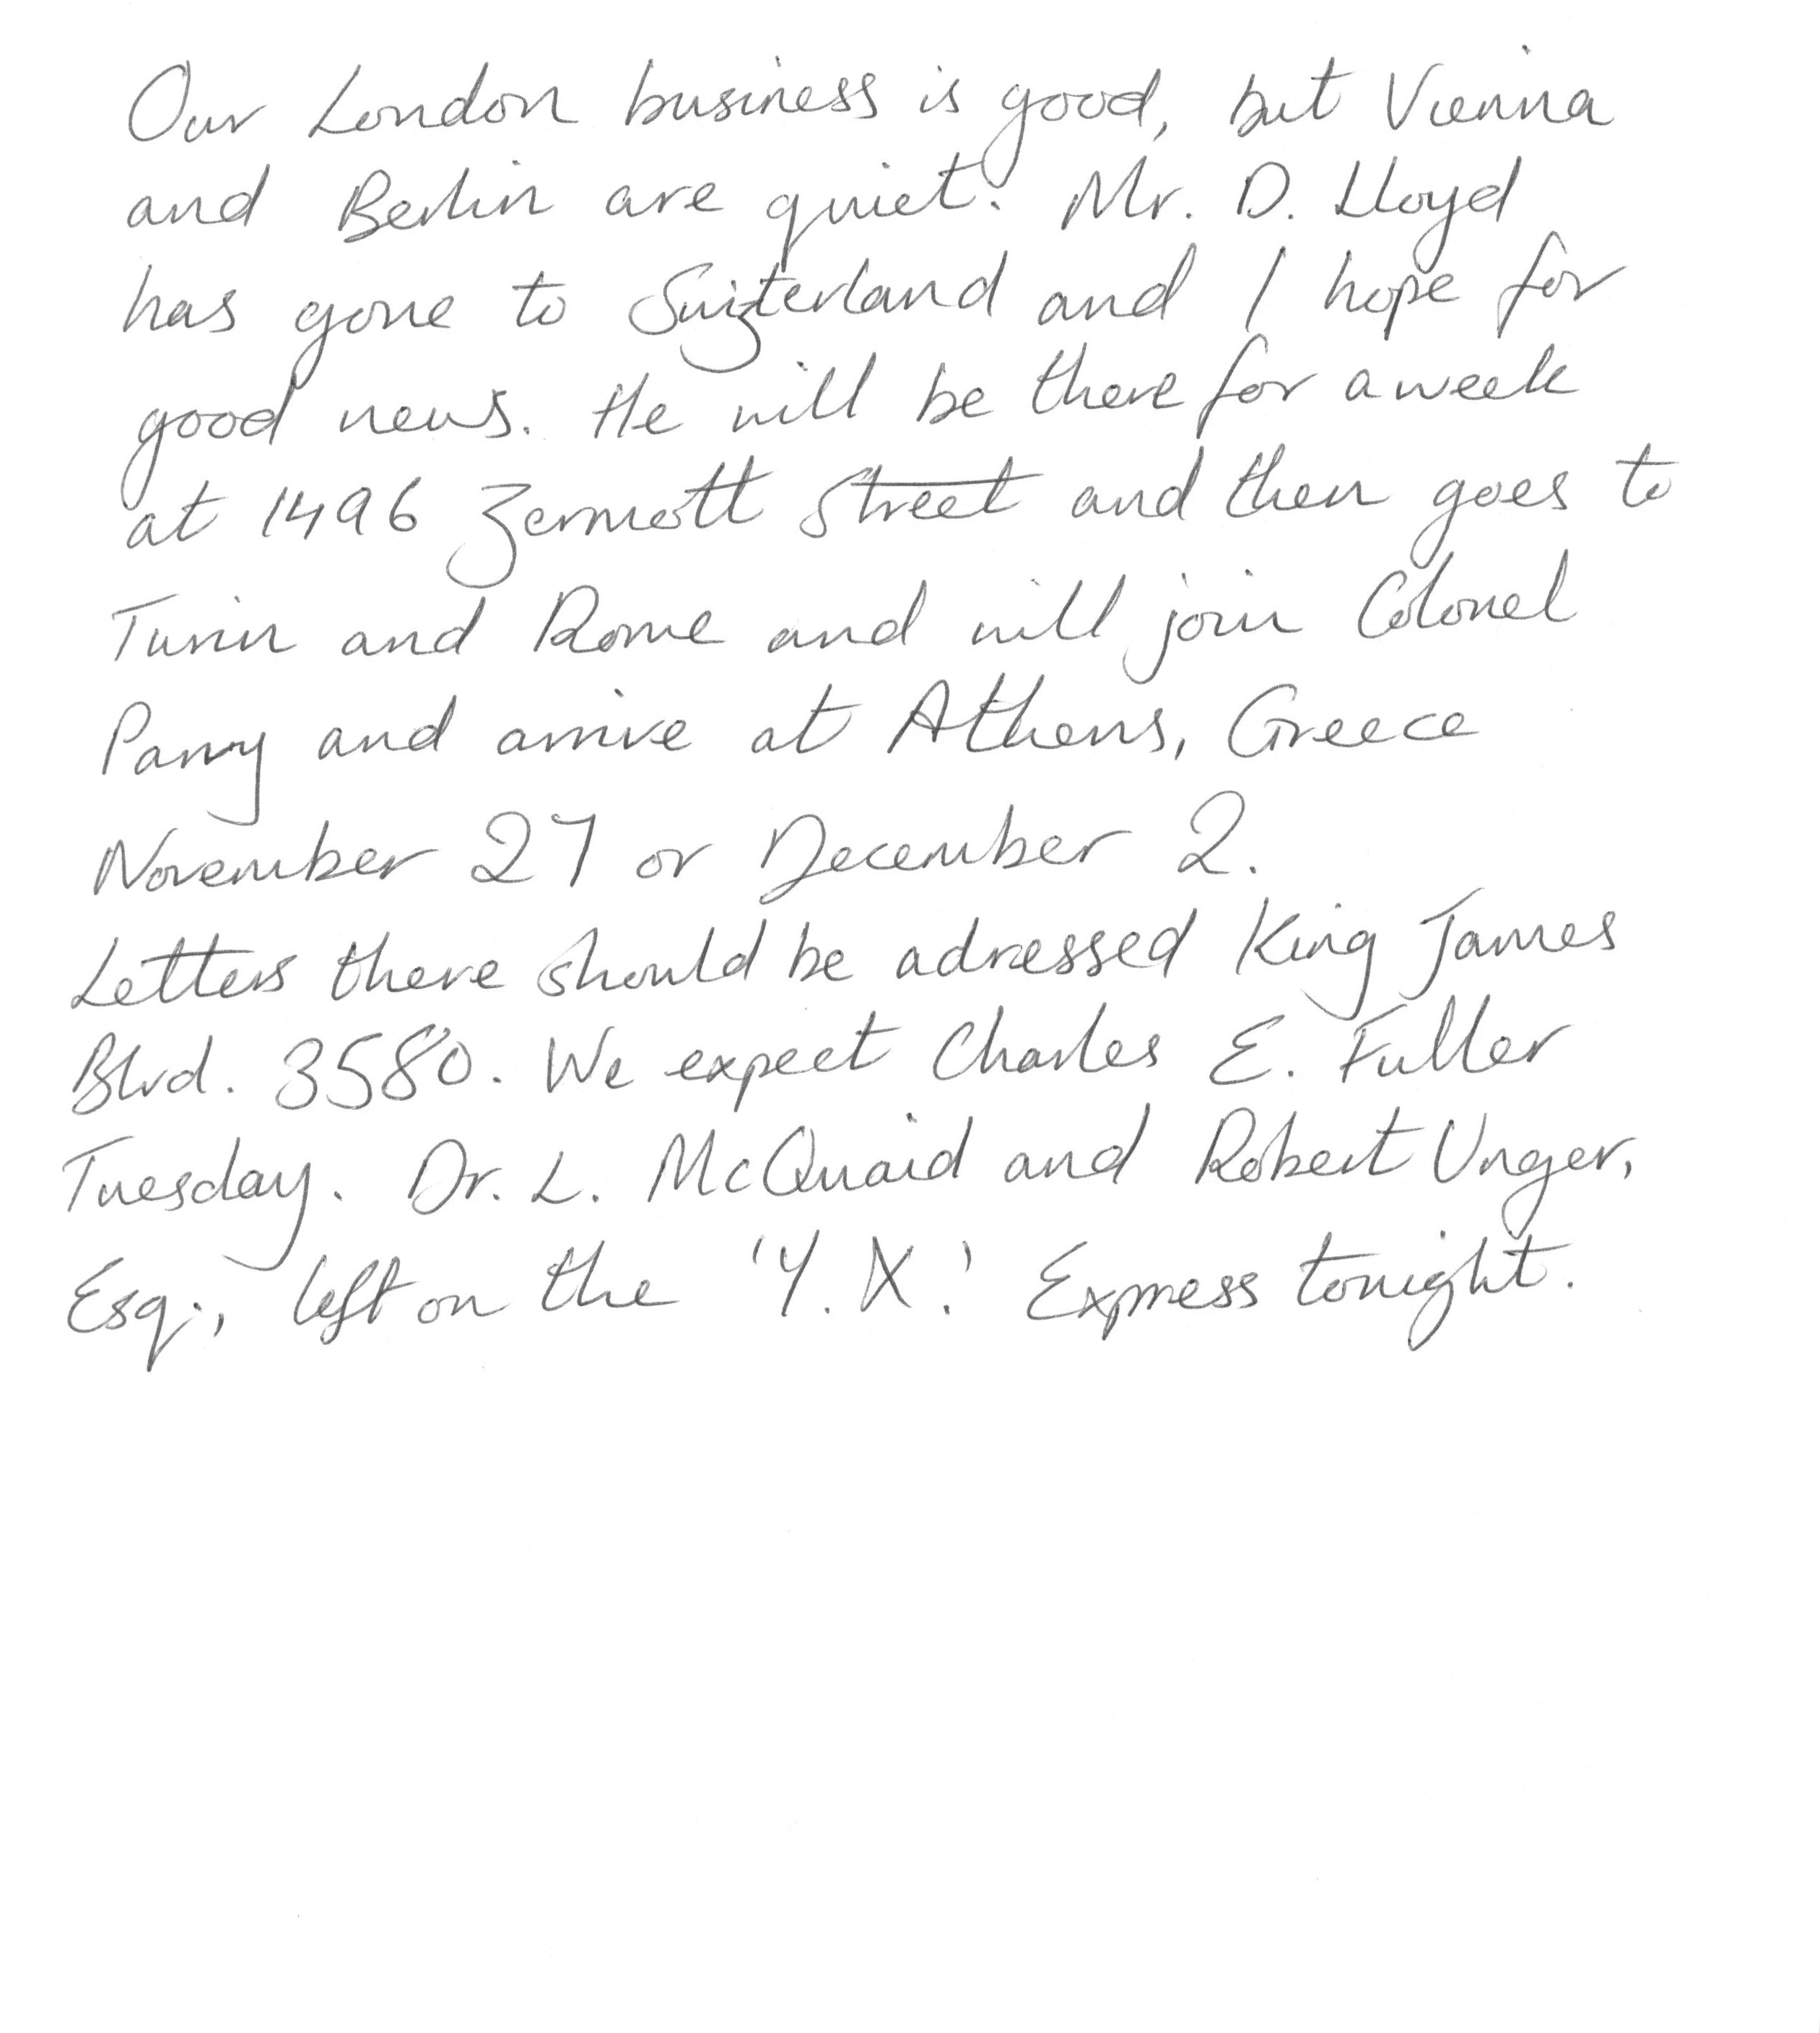 Our London business is good, but Vienna
and Berlin are quiet. Mr. D. Lloyd
has gone to Swizterland and I hope for
good news. He will be there for a week
at 1496 Zermott Street and then goes to
Turin and Rome and will join Colonel
Parry and arrive at Athens, Greece
November 27 or December 2.
Letters there should be adressed King James
Blvd. 3580. We expect Charles E. Fuller
Tuesday. Dr. L. McQuaid and Robert Unger,
Esq., left on the 'Y.X.' Express tonight.